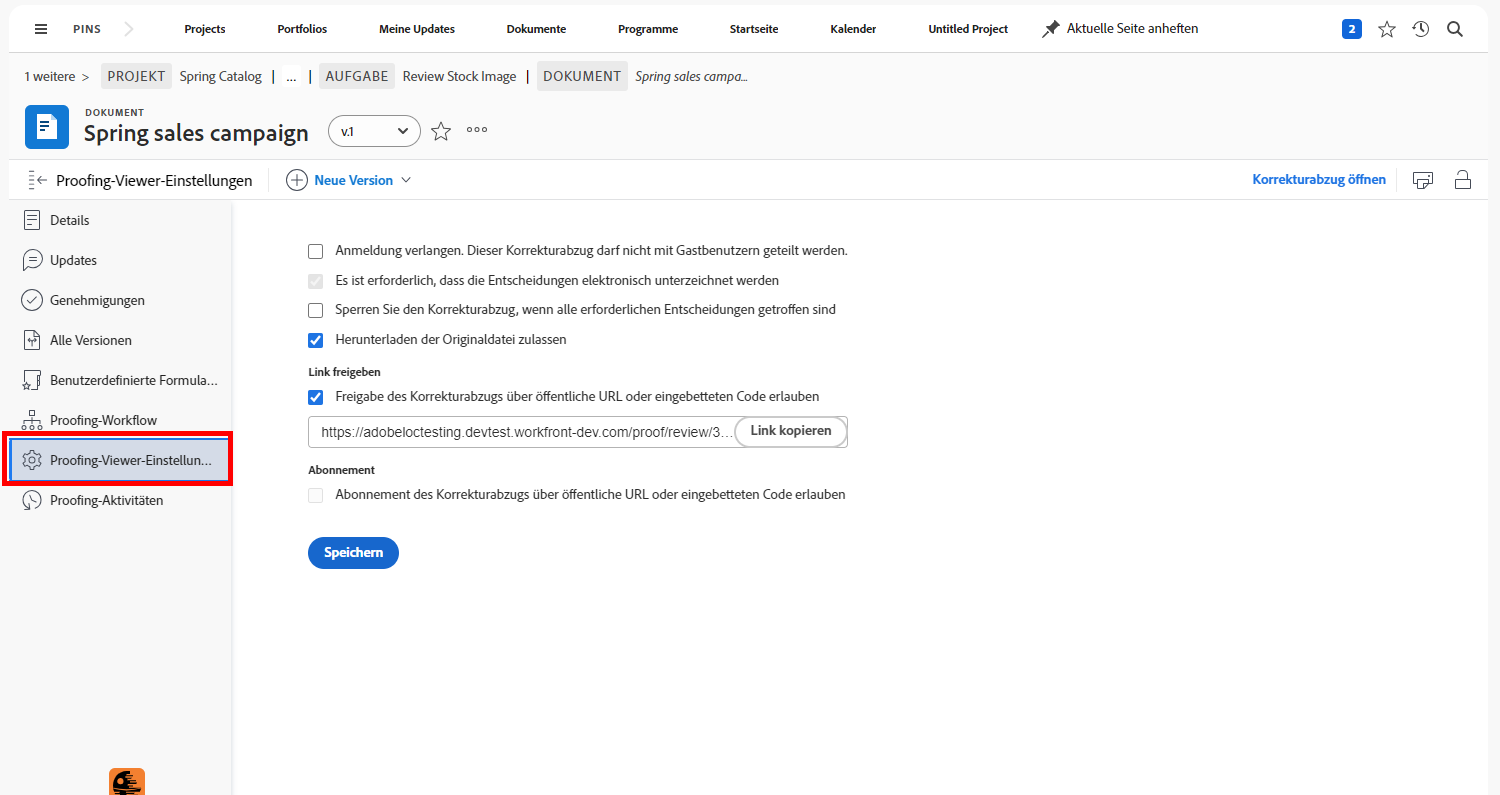 PINS Projects Portfolios Meine Updates Dokumente Programme Startseite Kalender Untitled Project Aktuelle Seite anheften 2
1 weitere > PROJEKT Spring Catalog | ... | AUFGABE Review Stock Image | DOKUMENT Spring sales campa...
DOKUMENT
Spring sales campaign v.1
Proofing-Viewer-Einstellungen Neue Version Korrekturabzug öffnen
Details
Updates
Genehmigungen
Alle Versionen
Benutzerdefinierte Formula...
Proofing-Workflow
Proofing-Viewer-Einstellun...
Proofing-Aktivitäten
Anmeldung verlangen. Dieser Korrekturabzug darf nicht mit Gastbenutzern geteilt werden.
Es ist erforderlich, dass die Entscheidungen elektronisch unterzeichnet werden
Sperren Sie den Korrekturabzug, wenn alle erforderlichen Entscheidungen getroffen sind
Herunterladen der Originaldatei zulassen
Link freigeben
Freigabe des Korrekturabzugs über öffentliche URL oder eingebetteten Code erlauben
https://adobeloctesting.devtest.workfront-dev.com/proof/review/3... Link kopieren
Abonnement
Abonnement des Korrekturabzugs über öffentliche URL oder eingebetteten Code erlauben
Speichern